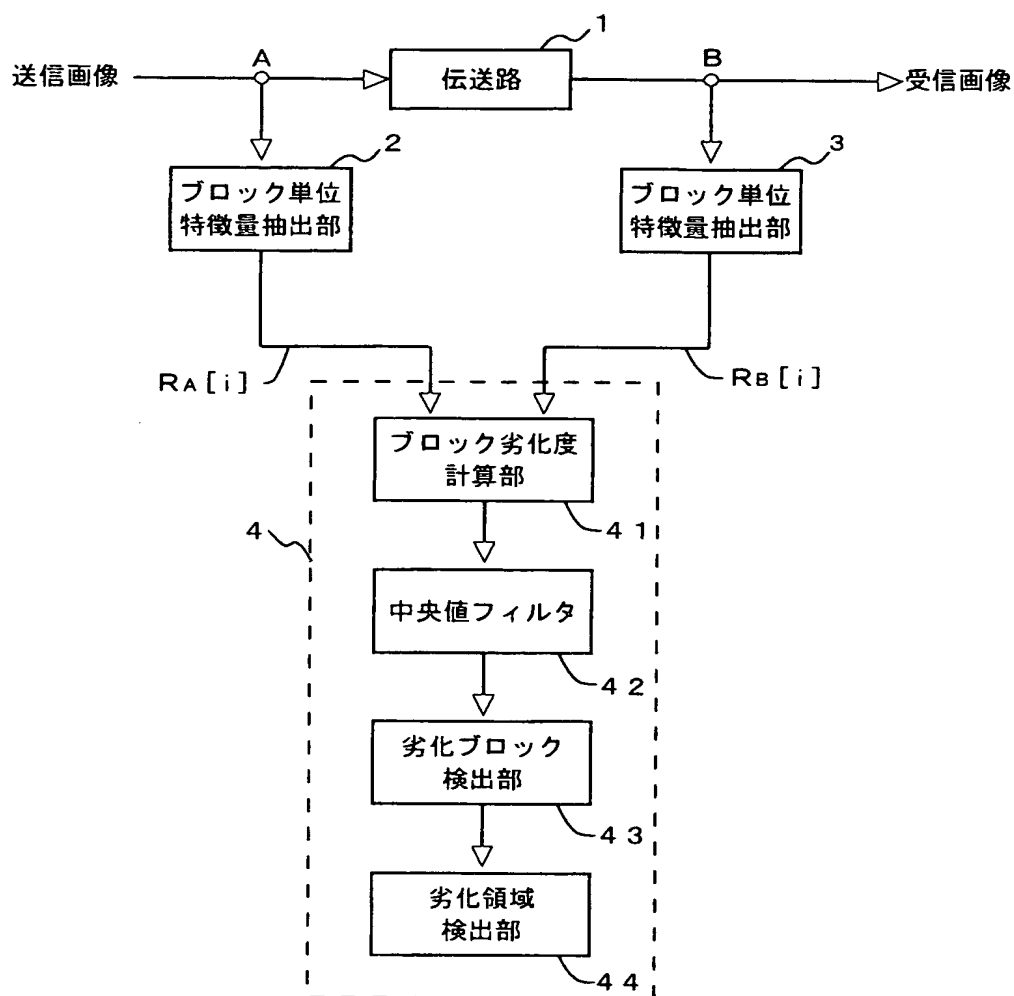 1
A
B
送信画像
伝送路
受信画像
2
3
ブロック単位
特徴量抽出部
ブロック単位
特徴量抽出部
RA[i]
RB[i]
ブロック劣化度
計算部
4
41
中央値フィルタ
42
劣化ブロック
検出部
43
劣化領域
検出部
44